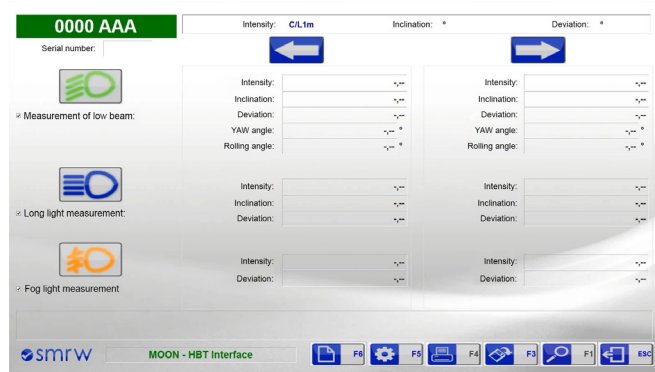 0000 AAA
Intensity: C/L1m Inclination: ° Deviation: °
Serial number:
Intensity: -,-- Intensity: -,--
Inclination: -,-- Inclination: -,--
Measurement of low beam: Deviation: -,-- Deviation: -,--
YAW angle: -,-- ° YAW angle: -,-- °
Rolling angle: -,-- ° Rolling angle: -,-- °
Intensity: -,-- Intensity: -,--
Inclination: -,-- Inclination: -,--
Long light measurement: Deviation: -,-- Deviation: -,--
Intensity: -,-- Intensity: -,--
Deviation: -,-- Deviation: -,--
Fog light measurement
smrw MOON - HBT Interface F6 F5 F4 F3 F1 ESC